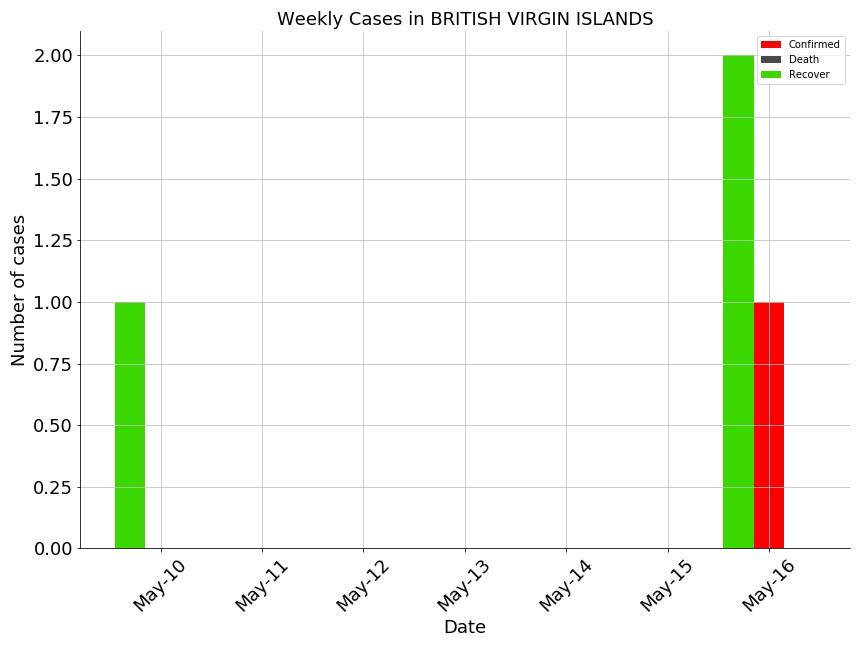 Weekly Cases in BRITISH VIRGIN ISLANDS
Confirmed
Death
Recover
2.00
1.75
1.50
1.25
1.00
0.75
0.50
0.25
0.00
Number of cases
May-10
May-11
May-12
May-13
May-14
May-15
May-16
Date